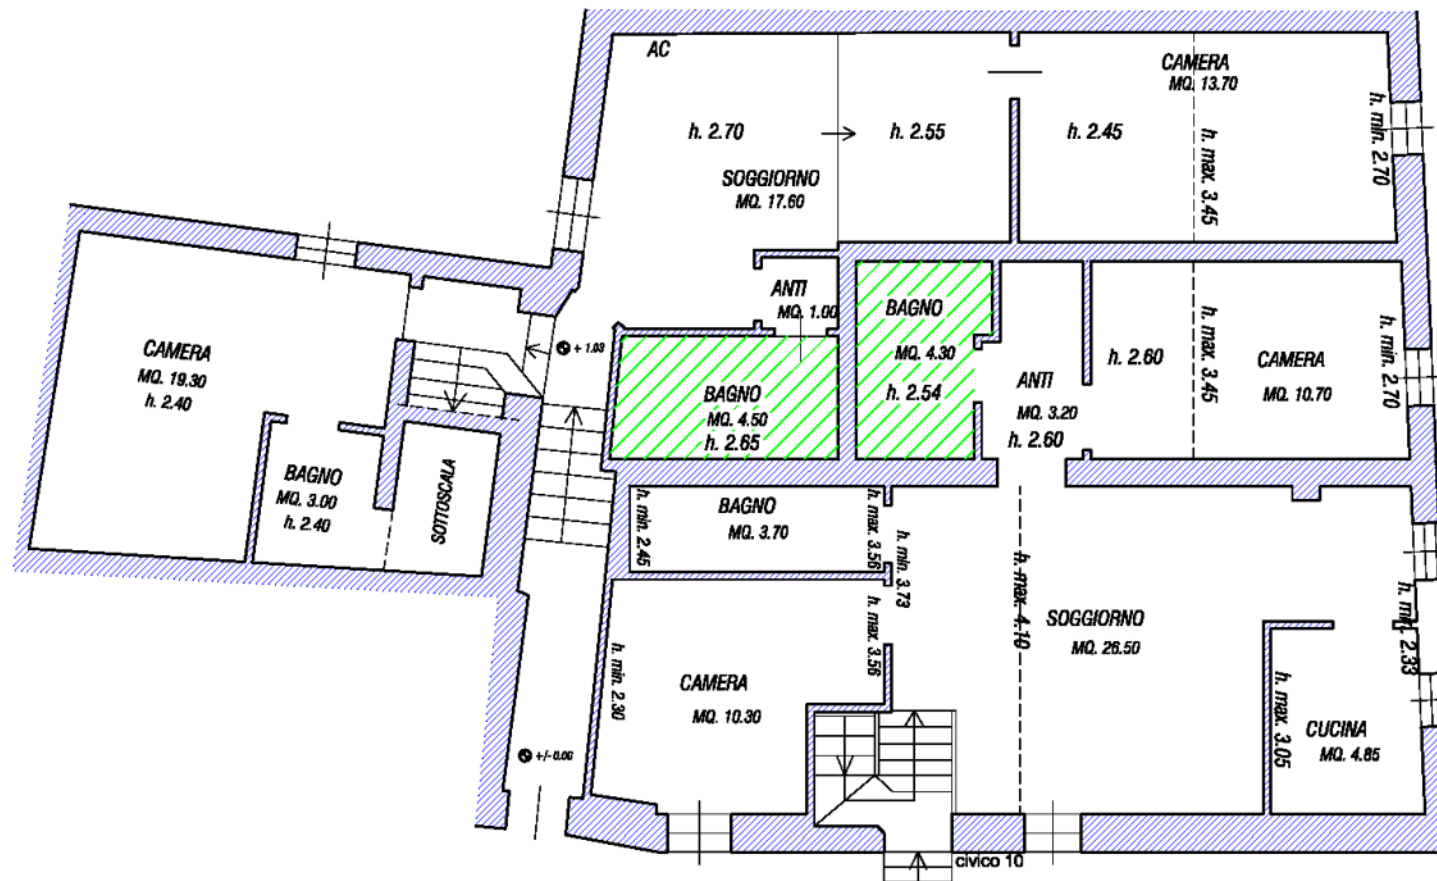 AC
CAMERA
MQ. 13.70
h. 2.70
h. 2.55
h. 2.45
h. max. 3.45
h. min. 2.70
SOGGIORNO
MQ. 17.60
ANTI
MQ. 1.00
BAGNO
MQ. 4.30
h. 2.54
+ 1.03
CAMERA
MQ. 19.30
h. 2.40
BAGNO
MQ. 4.50
h. 2.65
ANTI
MQ. 3.20
h. 2.60
h. 2.60
h. max. 3.45
CAMERA
MQ. 10.70
h. min. 2.70
BAGNO
MQ. 3.00
h. 2.40
SOTTOSCALA
h. min. 2.45
BAGNO
MQ. 3.70
h. max. 3.56
h. min. 3.73
h. max. 3.56
h. max. 4.10
SOGGIORNO
MQ. 26.50
h. min. 2.33
h. min. 2.30
CAMERA
MQ. 10.30
h. max. 3.05
CUCINA
MQ. 4.85
+/- 0.00
civico 10